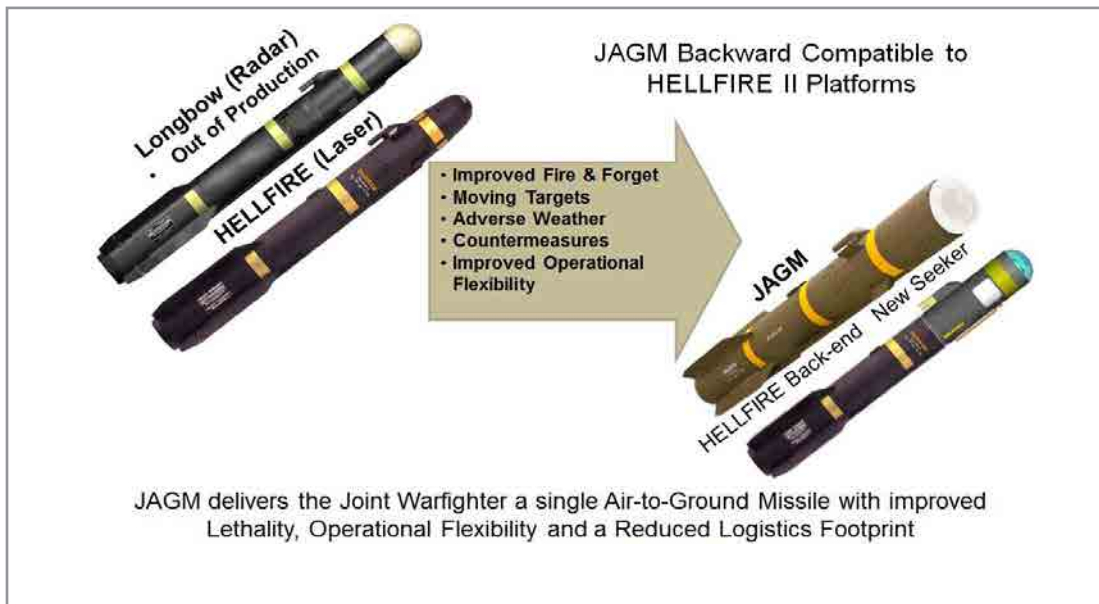 Longbow (Radar)
• Out of Production
HELLFIRE (Laser)
JAGM Backward Compatible to
HELLFIRE II Platforms
• Improved Fire & Forget
• Moving Targets
• Adverse Weather
• Countermeasures
• Improved Operational
Flexibility
JAGM
HELLFIRE Back-end New Seeker
JAGM delivers the Joint Warfighter a single Air-to-Ground Missile with improved
Lethality, Operational Flexibility and a Reduced Logistics Footprint